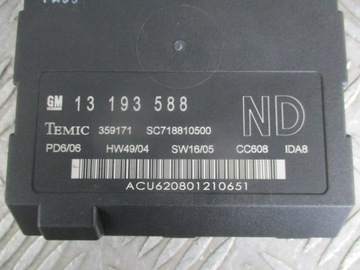 GM 13 193 588 ND
TEMIC 359171 SC718810500
PD6/06 HW49/04 SW16/05 CC608 IDA8
ACU620801210651